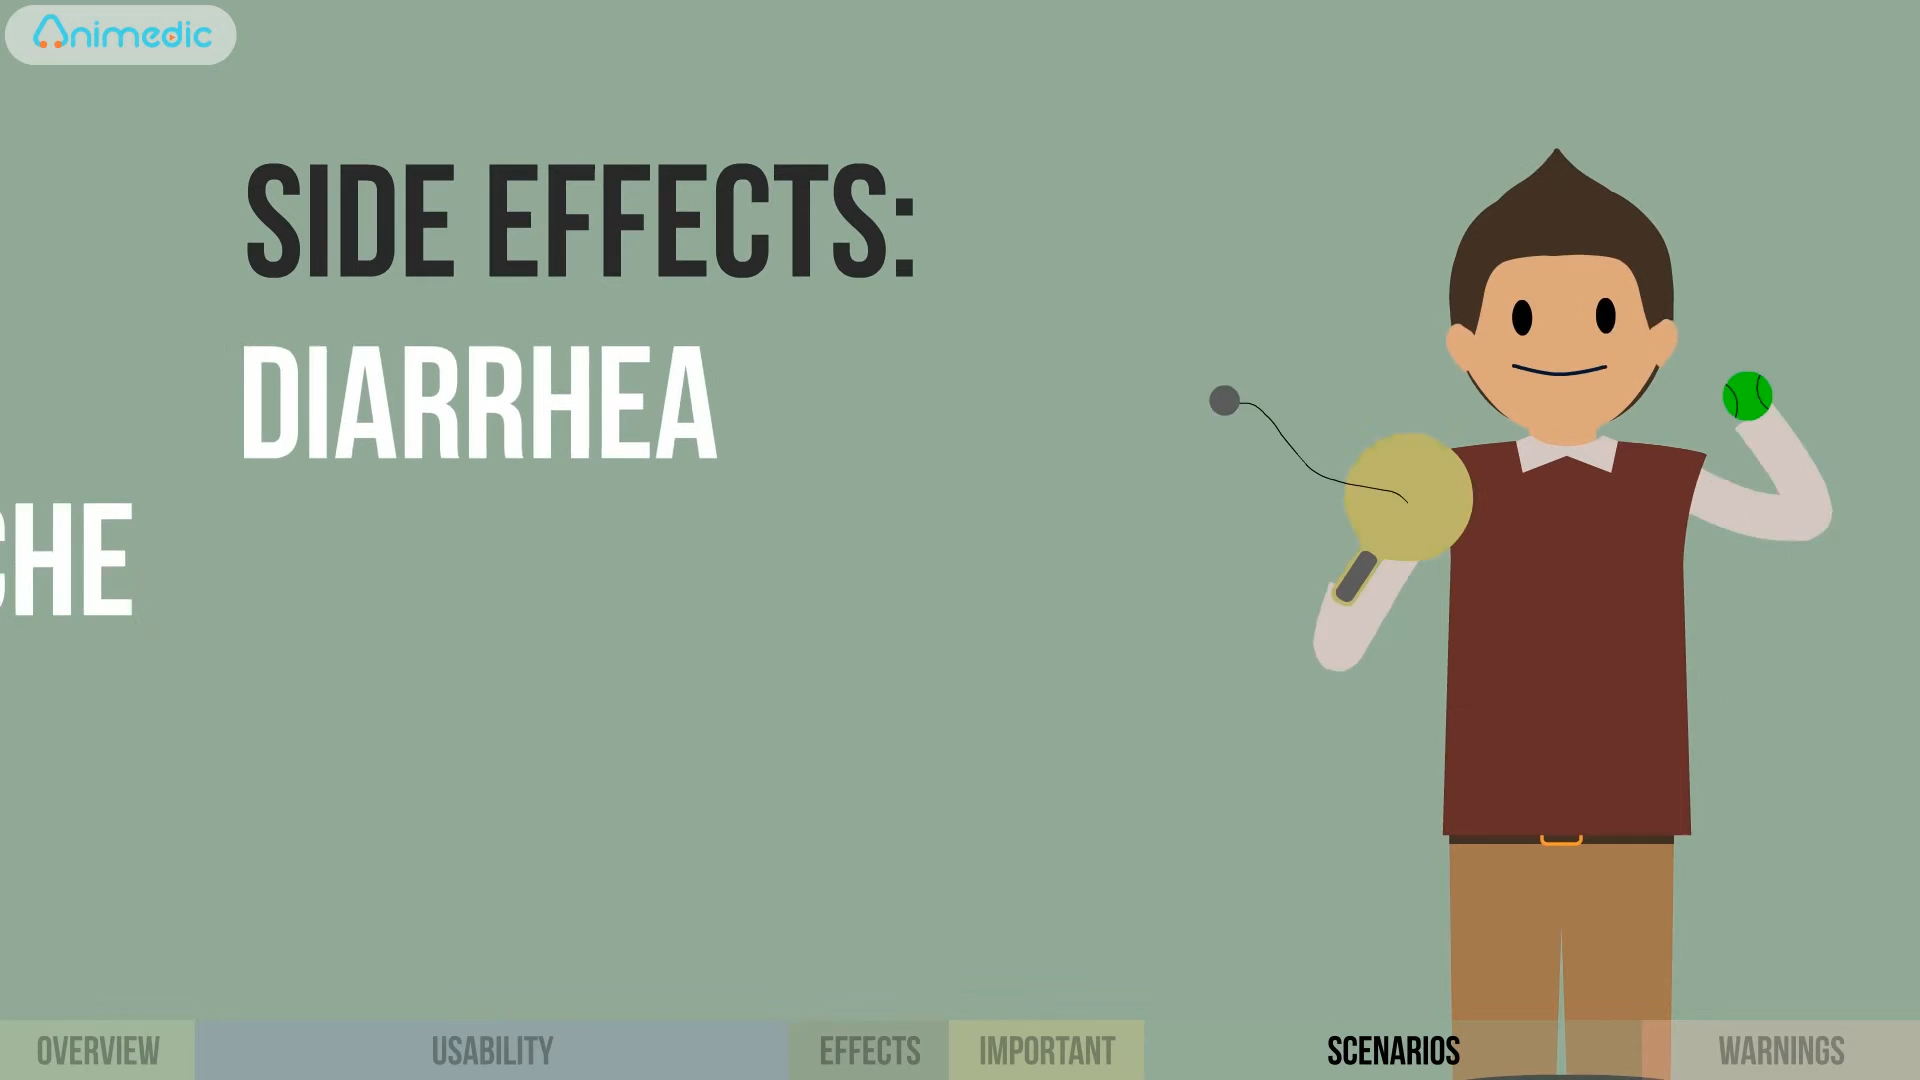 Animedic
SIDE EFFECTS:
DIARRHEA
CHE
OVERVIEW USABILITY EFFECTS IMPORTANT SCENARIOS WARNINGS